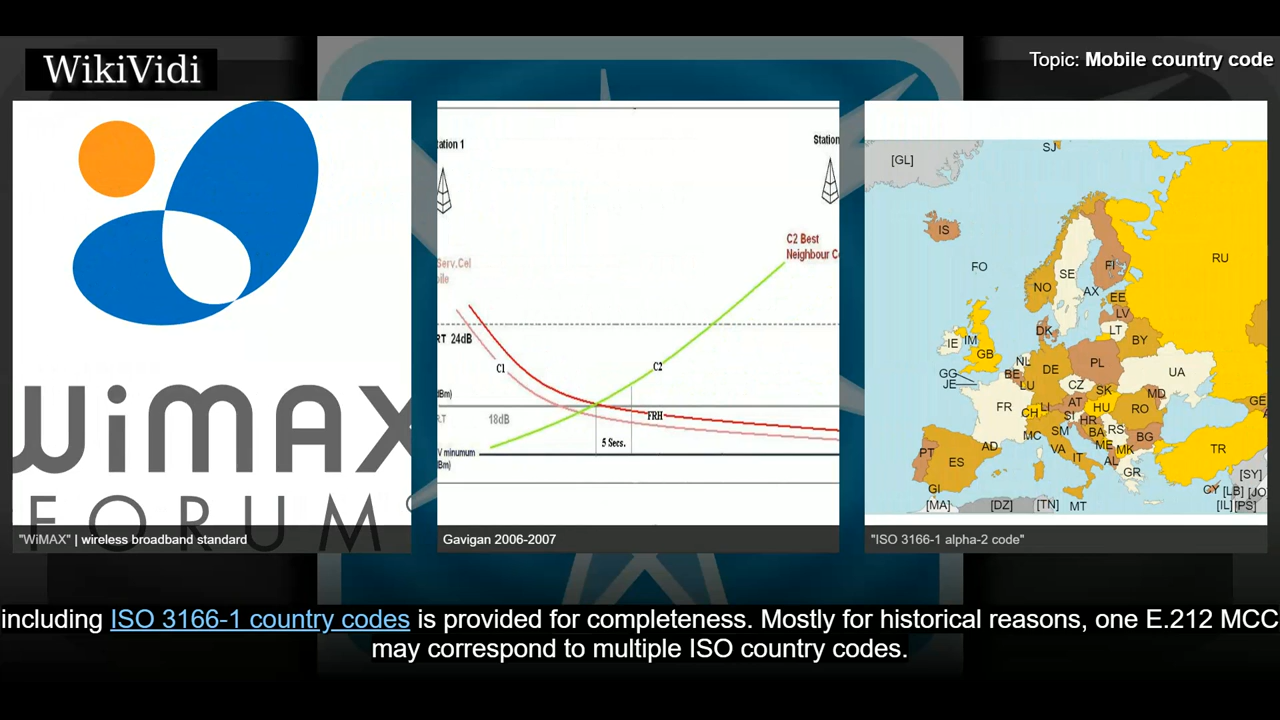 WikiVidi
Topic: Mobile country code
WiMAX
FORUM
"WiMAX" | wireless broadband standard
ation 1
Station
C2 Best
Neighbour C
Serv.Cel
bile
RT 24dB
C1
C2
dBm)
R.T
18dB
FRH
5 Secs.
V minumum
Bm)
Gavigan 2006-2007
[GL]
SJ
IS
RU
FO
SE
FI
NO
AX
EE
LV
DK
LT
IE
IM
BY
GB
NL
PL
DE
GG
BE
JE
LU
CZ
UA
SK
MD
FR
AT
LI
CH
HU
RO
GE
SI
HR
MC
SM
BA
RS
BG
AD
VA
ME
MK
TR
PT
ES
IT
AL
GR
[SY]
GI
CY
[LB]
[JO
[MA]
[DZ]
[TN]
MT
[IL]
[PS]
"ISO 3166-1 alpha-2 code"
including ISO 3166-1 country codes is provided for completeness. Mostly for historical reasons, one E.212 MCC
may correspond to multiple ISO country codes.